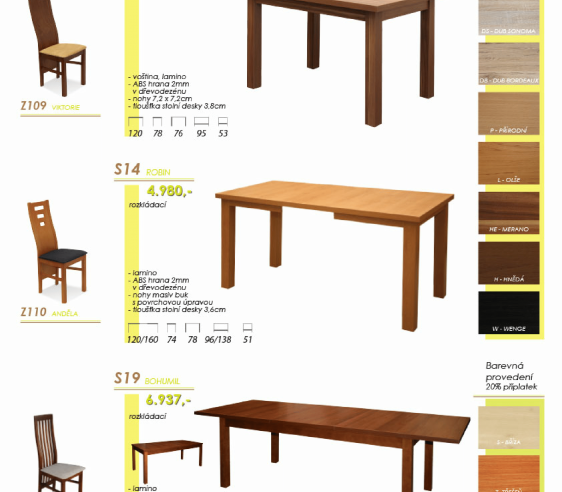 Z109 VIKTORIE
- voština, lamino
- ABS hrana 2mm
v dřevodezénu
- nohy 7,2 x 7,2cm
- tloušťka stolní desky 3,8cm
120 78 76 95 53
S14 ROBIN
4.980,-
rozkládací
Z110 ANDĚLA
- lamino
- ABS hrana 2mm
v dřevodezénu
- nohy masiv buk
s povrchovou úpravou
- tloušťka stolní desky 3,6cm
120/160 74 78 96/138 51
S19 BOHUMIL
6.937,-
rozkládací
- lamino
DS - DUB SONOMA
DB - DUB BORDEAUX
P - PŘÍRODNÍ
L - OLŠE
ME - MERANO
H - HNĚDÁ
W - WENGE
Barevná
provedení
20% příplatek
B - BŘÍZA